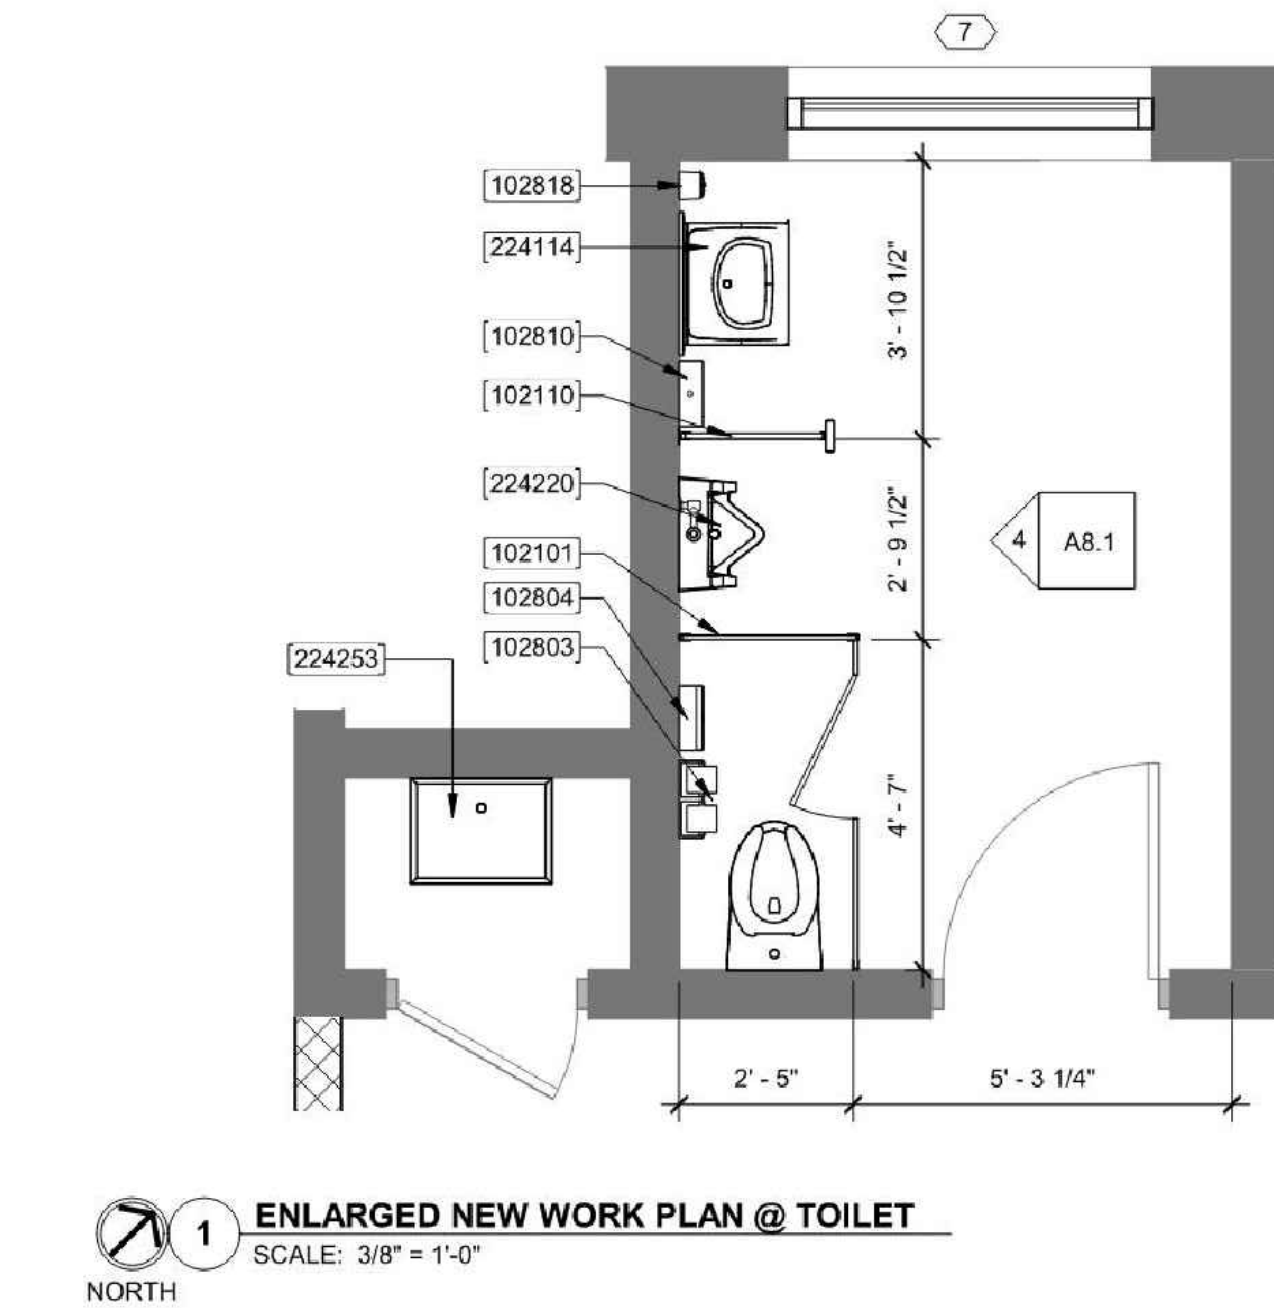 7
102818
224114
3' - 10 1/2"
102810
102110
224220
2' - 9 1/2"
4
A8.1
102101
102804
102803
224253
4' - 7"
2' - 5"
5' - 3 1/4"
1
ENLARGED NEW WORK PLAN @ TOILET
SCALE: 3/8" = 1'-0"
NORTH